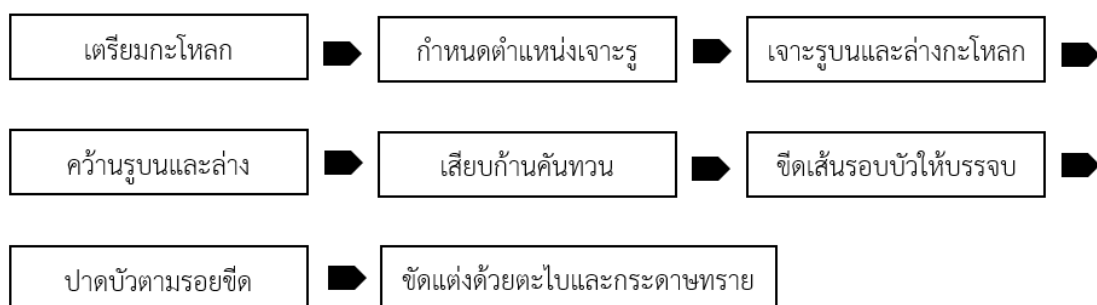 เตรียมกะโหลก
กำหนดตำแหน่งเจาะรู
เจาะรูบนและล่างกะโหลก
คว้านรูบนและล่าง
เสียบก้านคันทวน
ขีดเส้นรอบบัวให้บรรจบ
ปาดบัวตามรอยขีด
ขัดแต่งด้วยตะไบและกระดาษทราย